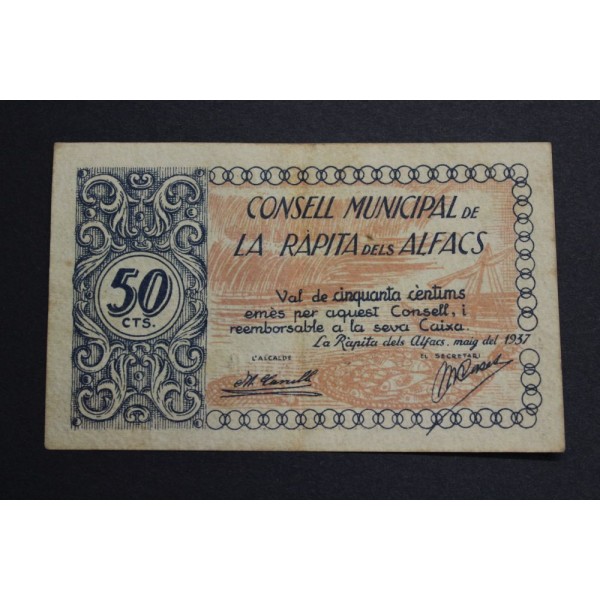 50
CTS.
CONSELL MUNICIPAL DE
LA RÀPITA DELS ALFACS
Val de cinquanta cèntims
emès per aquest Consell, i
reemborsable a la seva Caixa.
La Ràpita dels Alfacs, maig del 1937
L'ALCALDE
EL SECRETARI